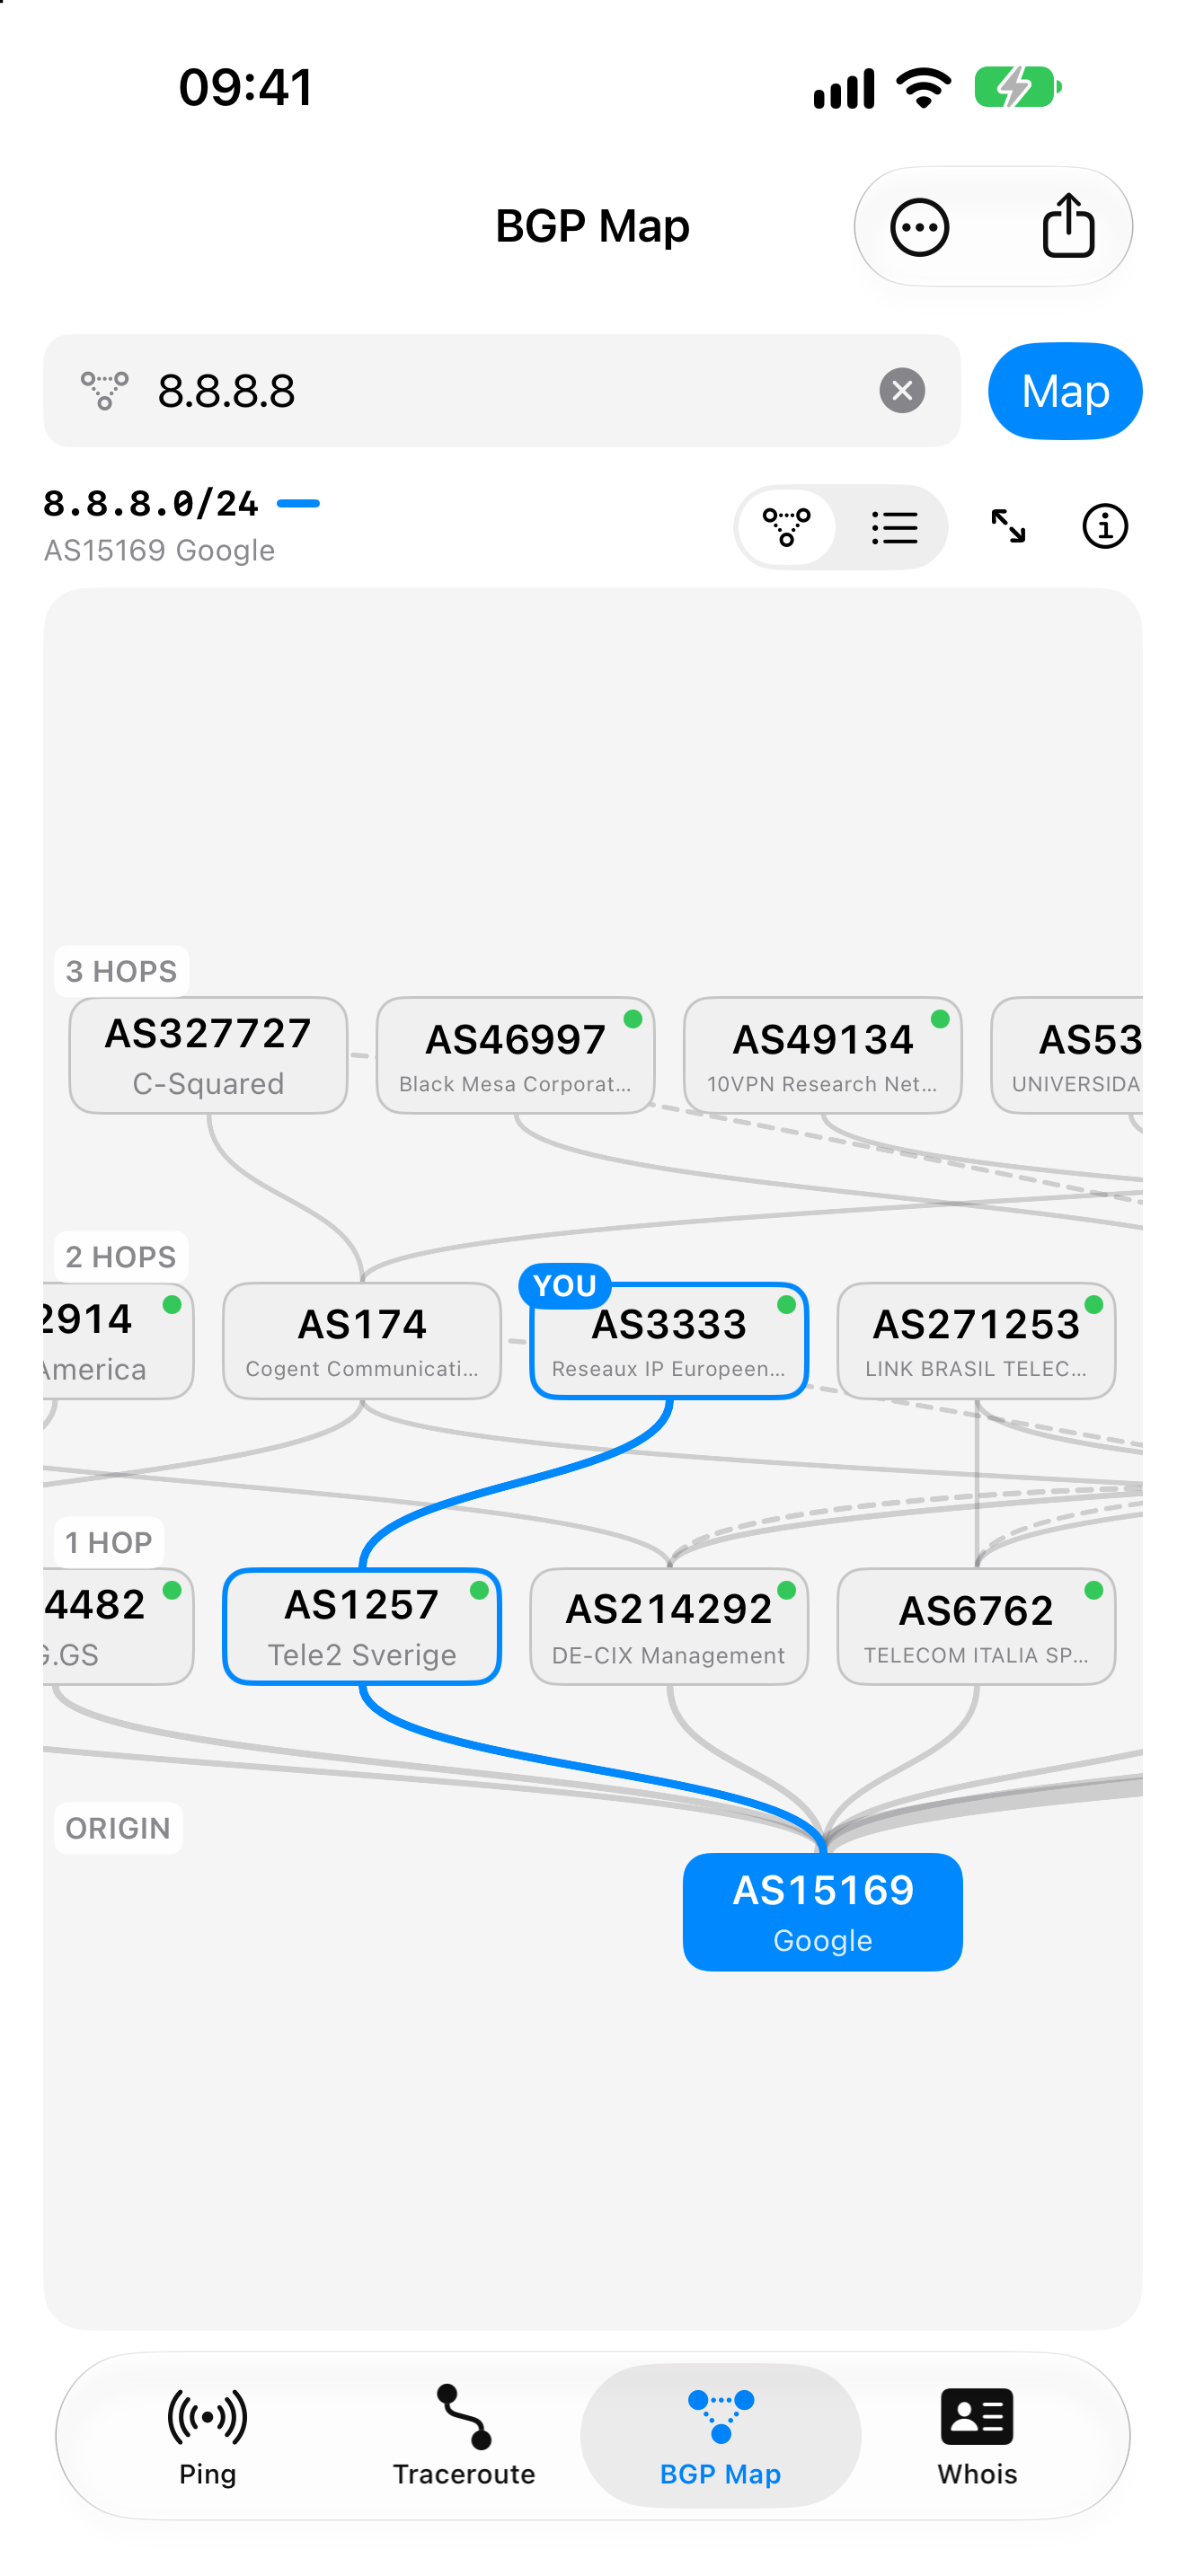 09:41
BGP Map
8.8.8.8
Map
8.8.8.0/24
AS15169 Google
3 HOPS
AS327727
C-Squared
AS46997
Black Mesa Corporat...
AS49134
10VPN Research Net...
AS53
UNIVERSIDA
2 HOPS
2914
America
AS174
Cogent Communicati...
YOU
AS3333
Reseaux IP Europeen...
AS271253
LINK BRASIL TELEC...
1 HOP
4482
G.GS
AS1257
Tele2 Sverige
AS214292
DE-CIX Management
AS6762
TELECOM ITALIA SP...
ORIGIN
AS15169
Google
Ping
Traceroute
BGP Map
Whois